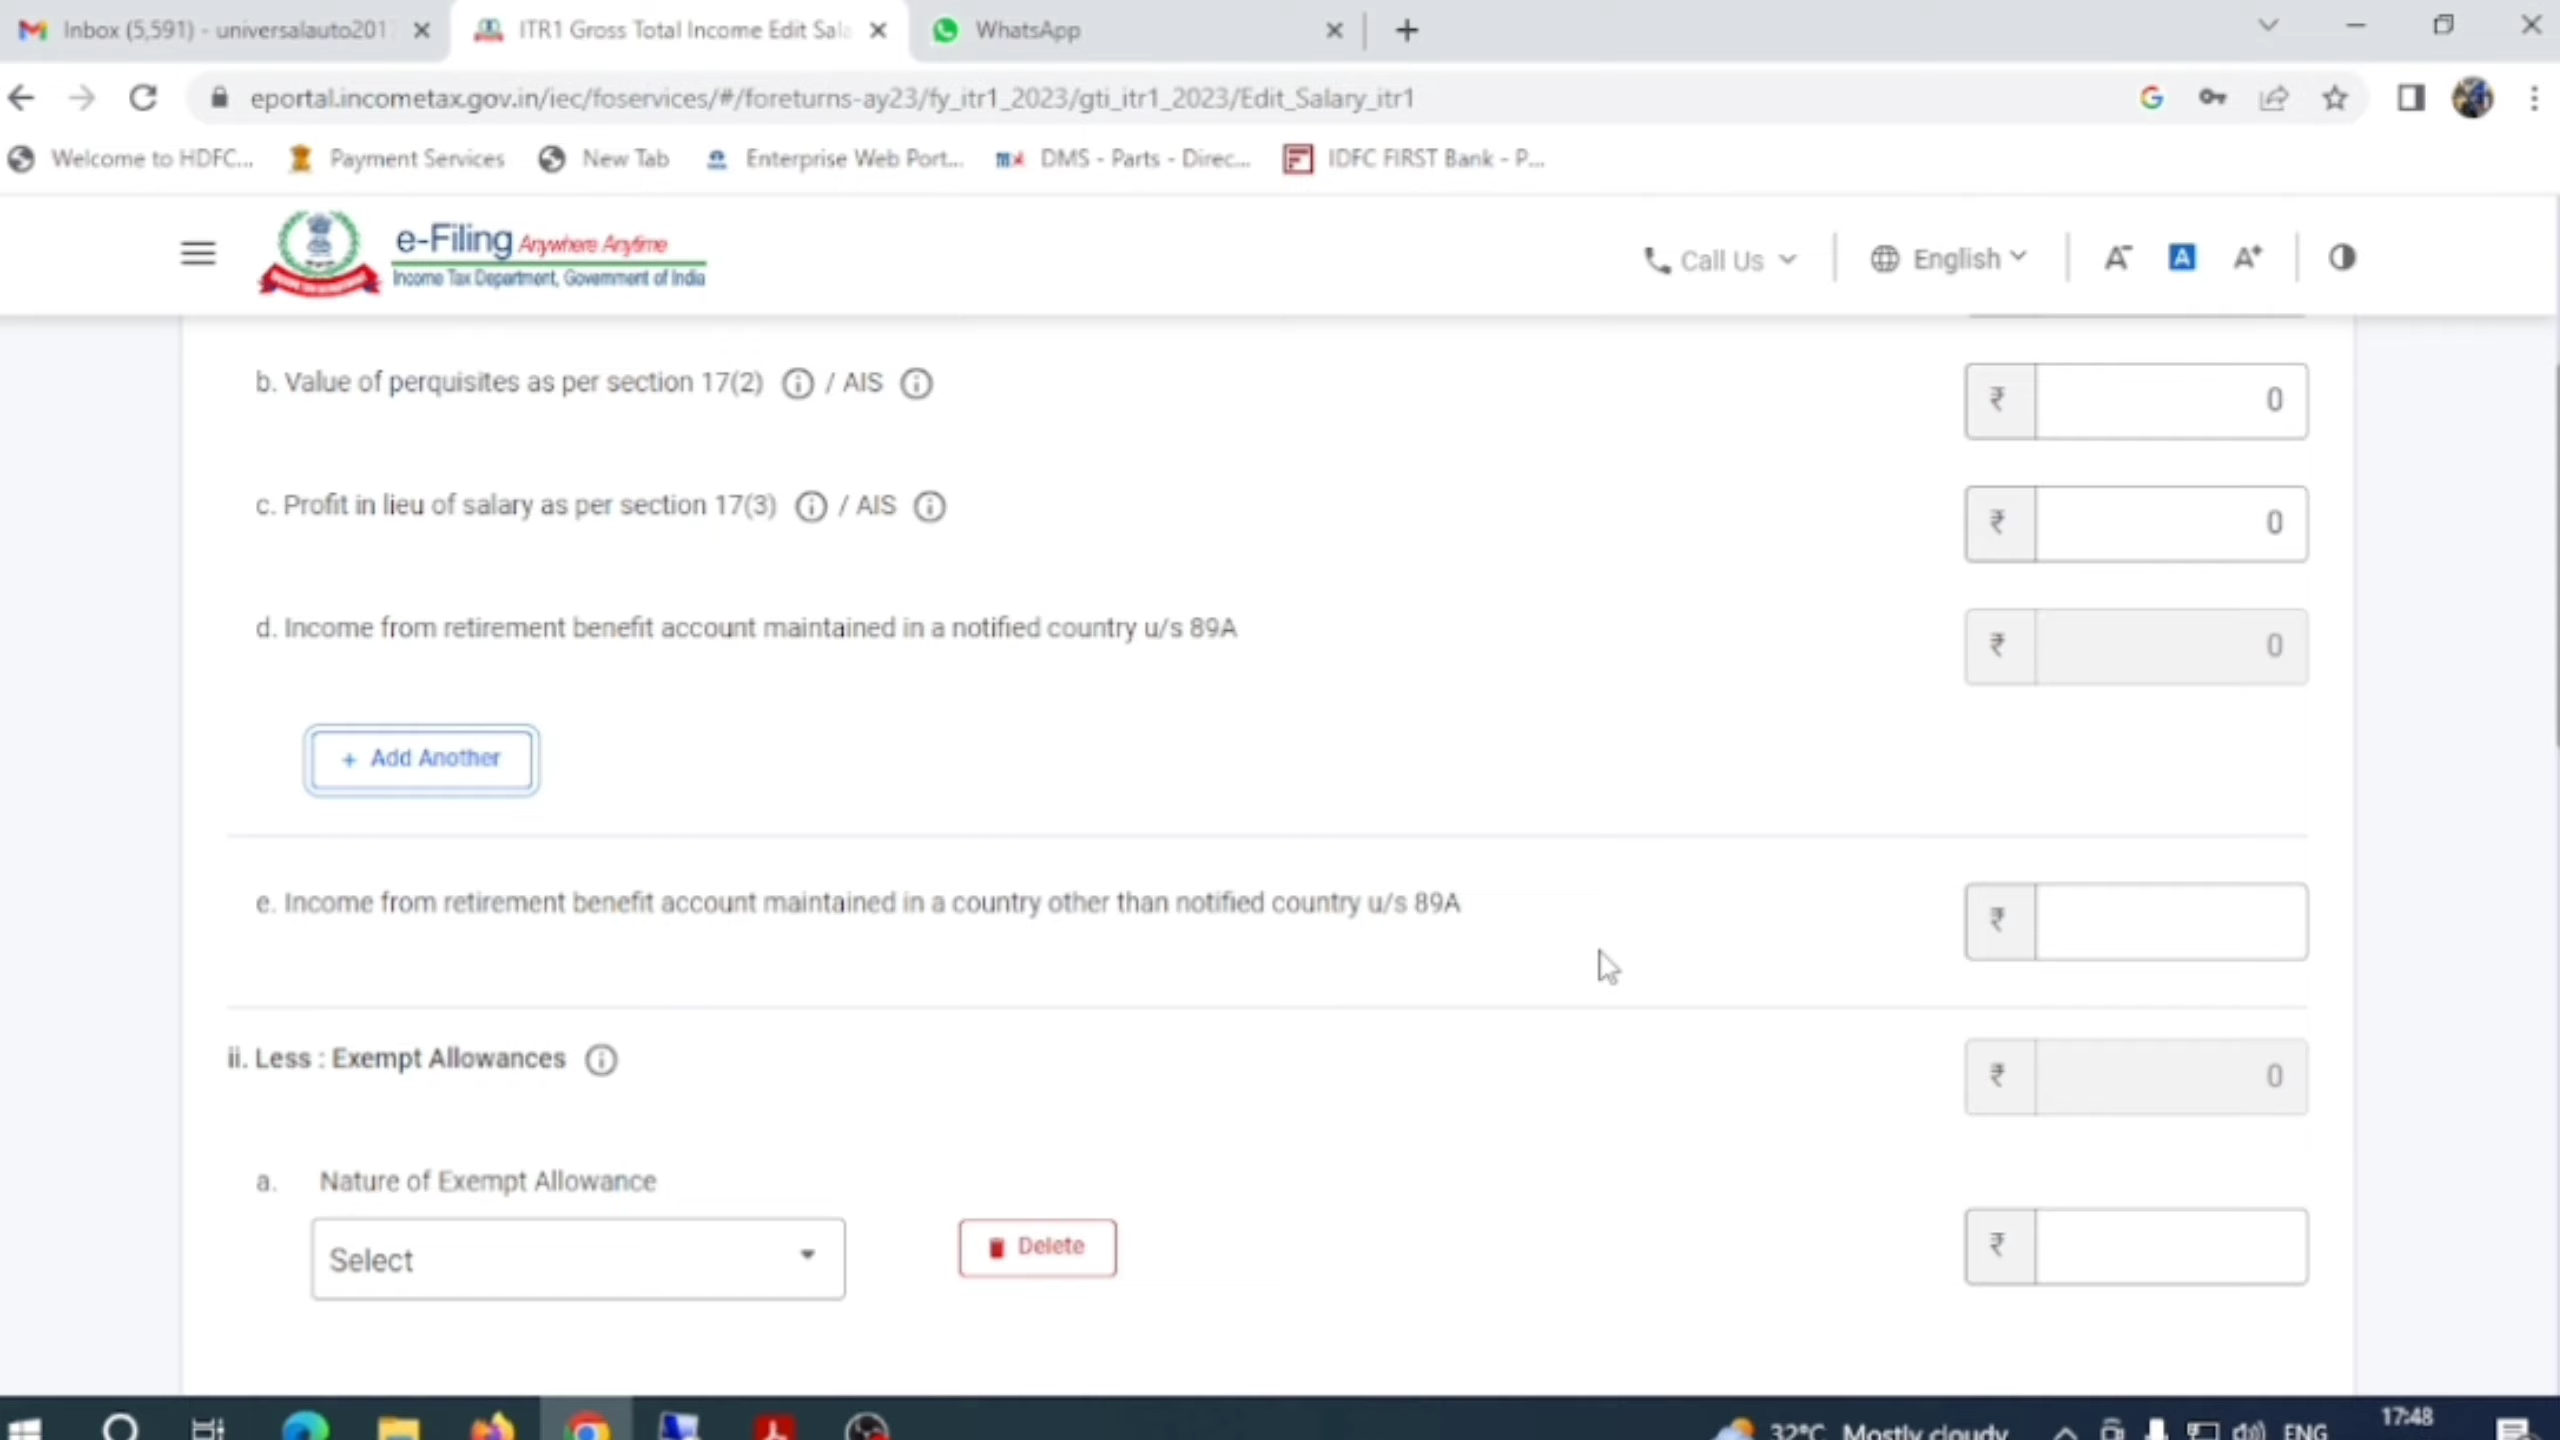 Inbox (5,591) - universalauto201
ITR1 Gross Total Income Edit Sala
WhatsApp
eportal.incometax.gov.in/iec/foservices/#/foreturns-ay23/fy_itr1_2023/gti_itr1_2023/Edit_Salary_itr1
Welcome to HDFC...
Payment Services
New Tab
Enterprise Web Port...
DMS - Parts - Direc...
IDFC FIRST Bank - P...
e-Filing Anywhere Anytime
Income Tax Department, Government of India
Call Us
English
A-
A
A+
b. Value of perquisites as per section 17(2) / AIS
₹ 0
c. Profit in lieu of salary as per section 17(3) / AIS
₹ 0
d. Income from retirement benefit account maintained in a notified country u/s 89A
₹ 0
+ Add Another
e. Income from retirement benefit account maintained in a country other than notified country u/s 89A
₹
ii. Less : Exempt Allowances
₹ 0
a. Nature of Exempt Allowance
Select
Delete
₹
32°C Mostly cloudy
ENG
17:48